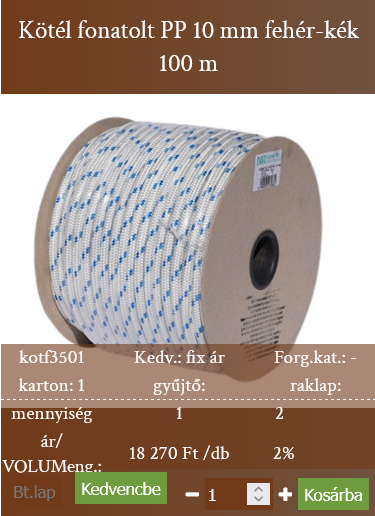 Kötél fonatolt PP 10 mm fehér-kék
100 m
kotf3501 Kedv.: fix ár Forg.kat.: -
karton: 1 gyűjtő: raklap:
mennyiség 1 2
ár/
VOLUMeng.: 18 270 Ft /db 2%
Bt.lap Kedvencbe 1 Kosárba